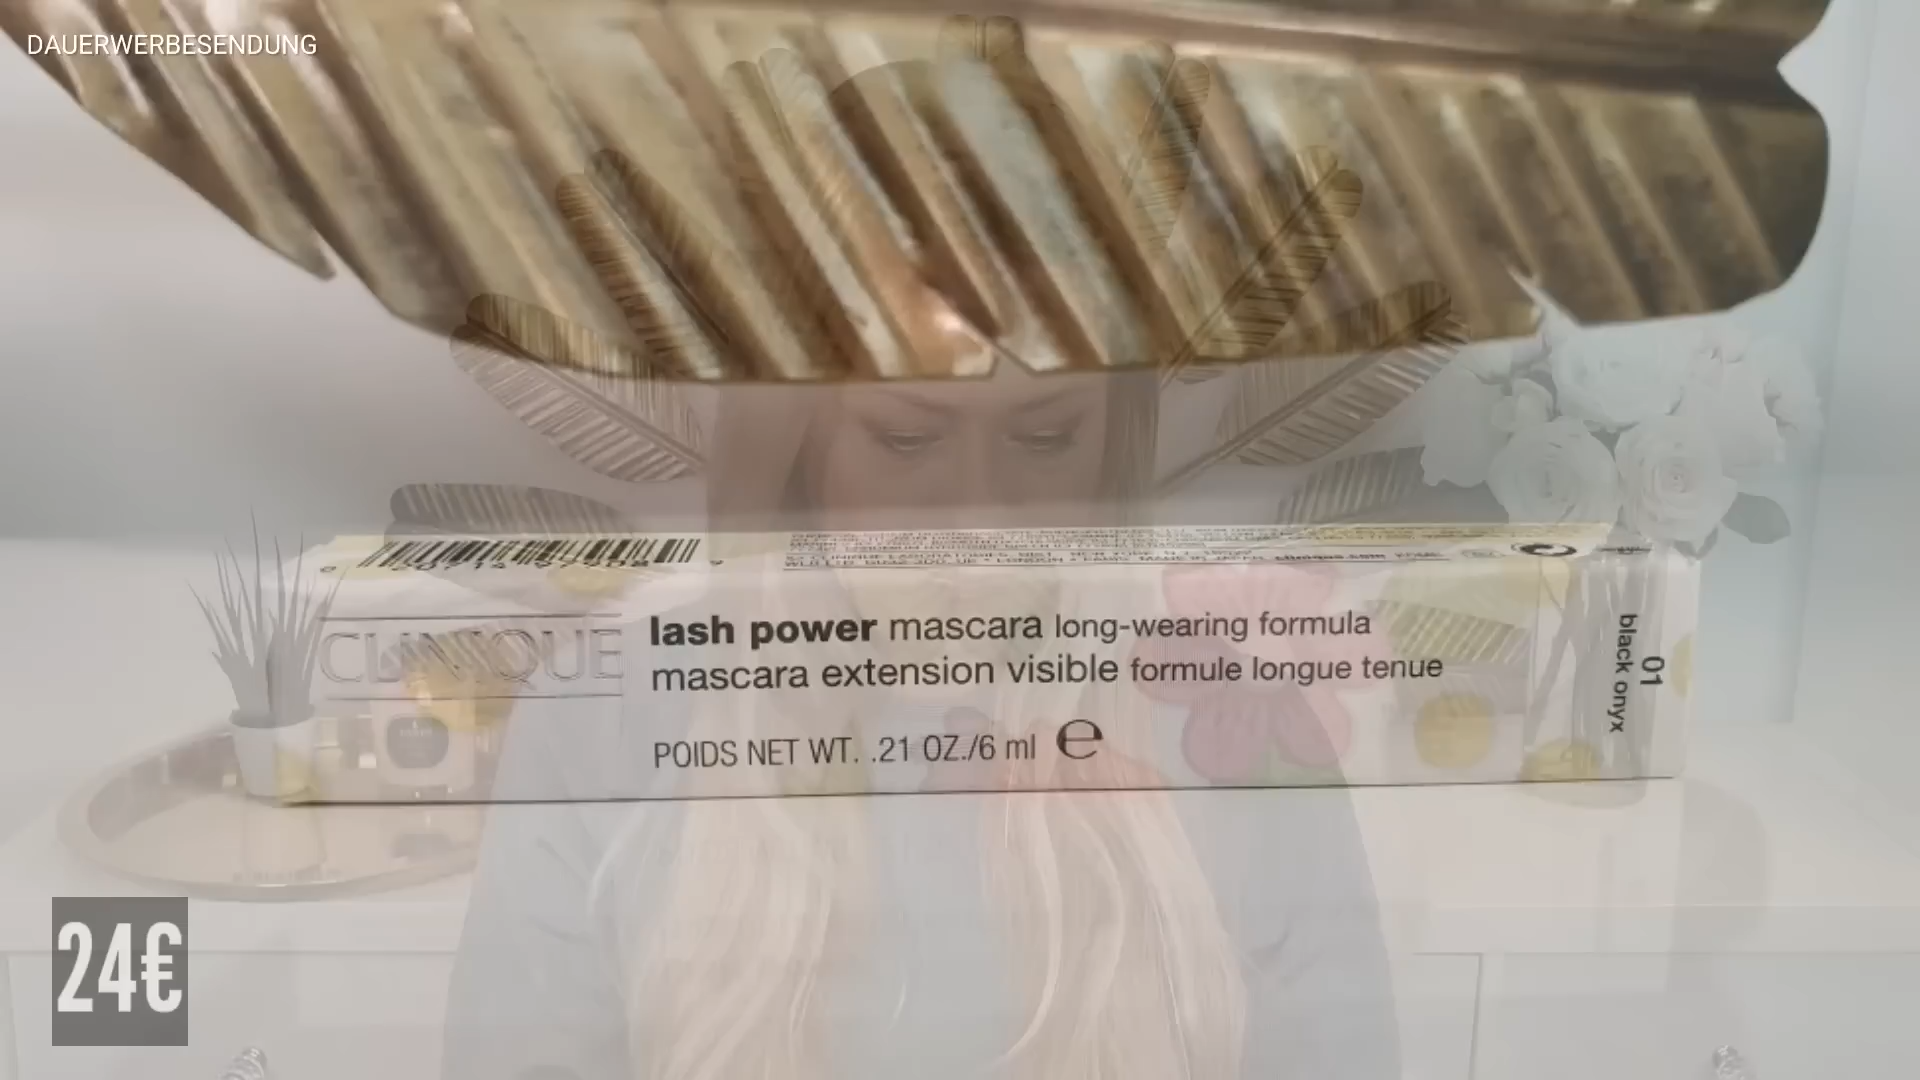 DAUERWERBESENDUNG
CLINIQUE
lash power mascara long-wearing formula
mascara extension visible formule longue tenue
POIDS NET WT. .21 OZ./6 ml e
01
black onyx
24€